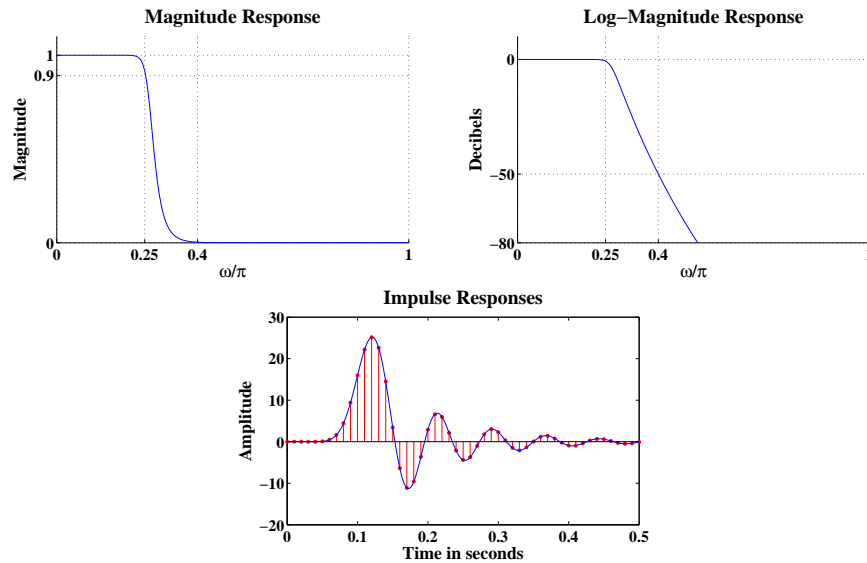 Magnitude Response
1
0.9
0
Magnitude
0 0.25 0.4 1
ω/π
Log−Magnitude Response
0
−50
−80
Decibels
0 0.25 0.4 1
ω/π
Impulse Responses
30
20
10
0
−10
−20
Amplitude
0 0.1 0.2 0.3 0.4 0.5
Time in seconds